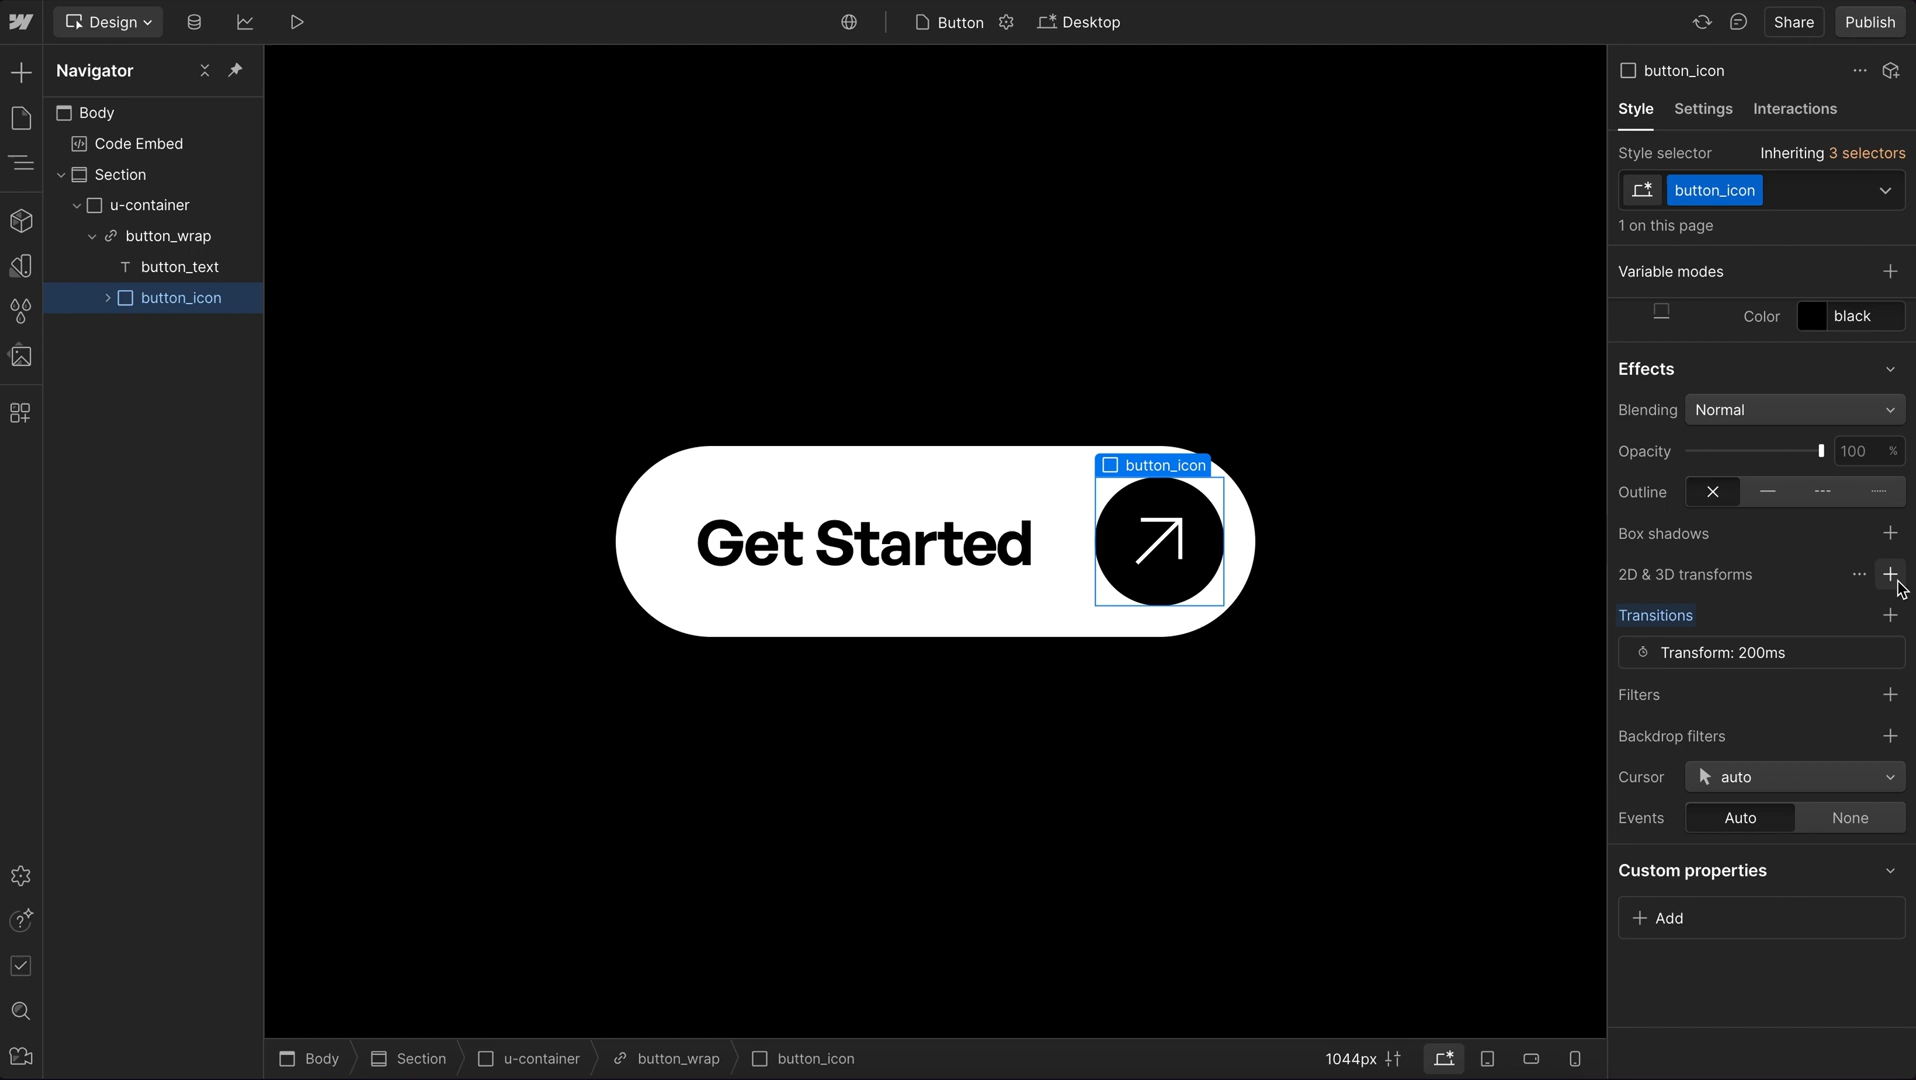 Design
Button
Desktop
Share
Publish
Navigator
Body
Code Embed
Section
u-container
button_wrap
button_text
button_icon
Get Started
button_icon
button_icon
Style
Settings
Interactions
Style selector
Inheriting 3 selectors
button_icon
1 on this page
Variable modes
Color
black
Effects
Blending
Normal
Opacity
100
%
Outline
Box shadows
2D & 3D transforms
Transitions
Transform: 200ms
Filters
Backdrop filters
Cursor
auto
Events
Auto
None
Custom properties
Add
Body
Section
u-container
button_wrap
button_icon
1044px